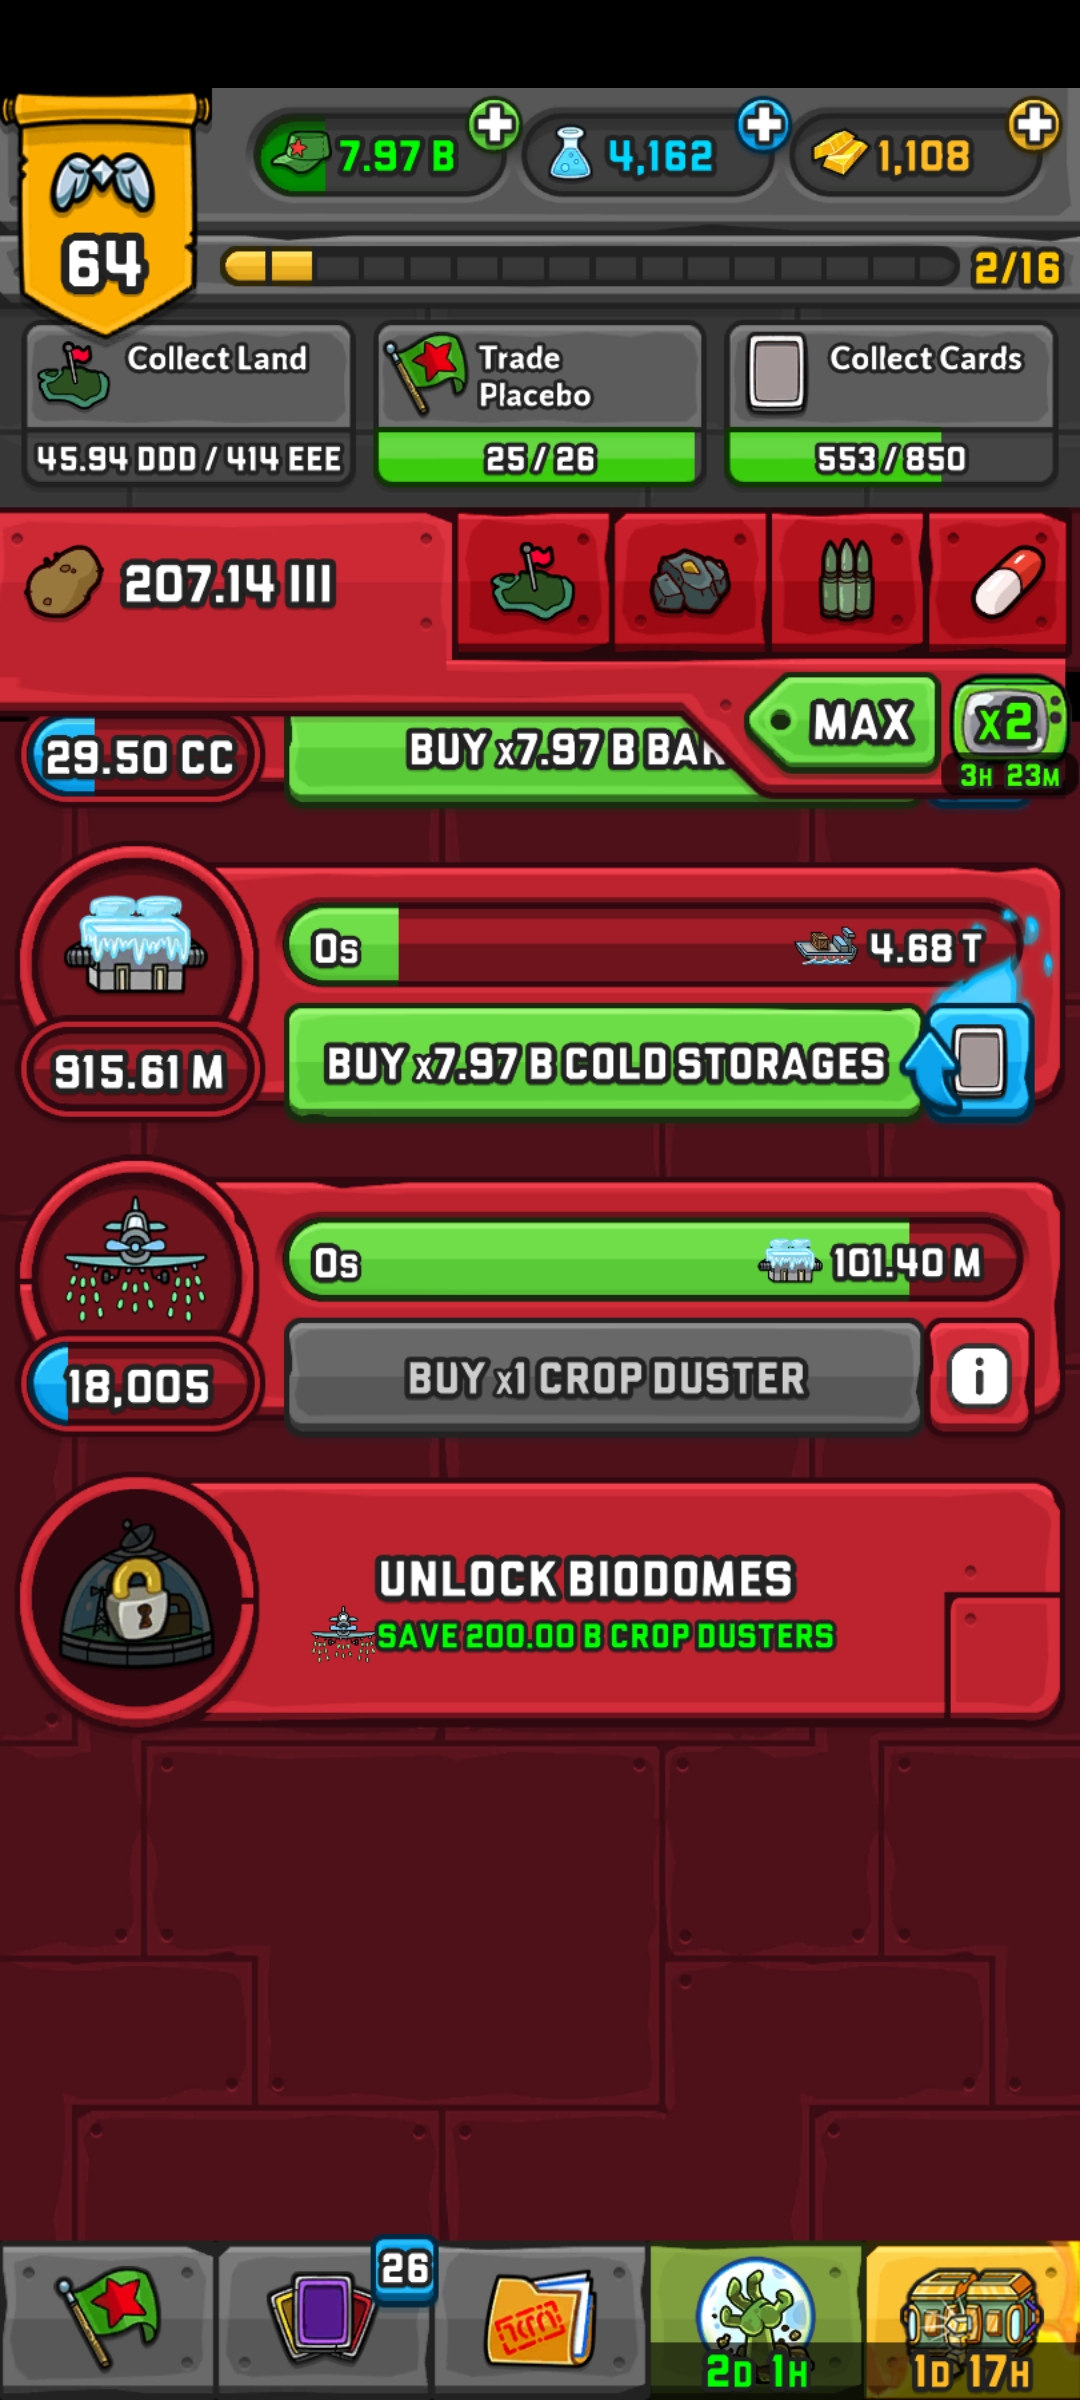 7.97 B
4,162
1,108
64
2/16
Collect Land
45.94 DDD / 414 EEE
Trade
Placebo
25 / 26
Collect Cards
553 / 850
207.14 III
MAX
x2
3H 23M
29.50 CC
BUY x7.97 B
0s
4.68 T
915.61 M
BUY x7.97 B COLD STORAGES
0s
101.40 M
18,005
BUY x1 CROP DUSTER
i
UNLOCK BIODOMES
SAVE 200.00 B CROP DUSTERS
26
2D 1H
1D 17H